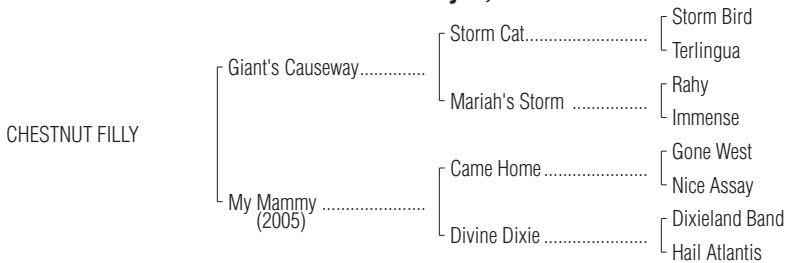 Storm Bird
Storm Cat..........................
Terlingua
Giant's Causeway..............
Rahy
Mariah's Storm ................
Immense
CHESTNUT FILLY
Gone West
Came Home......................
Nice Assay
My Mammy ......................
(2005)
Dixieland Band
Divine Dixie ......................
Hail Atlantis